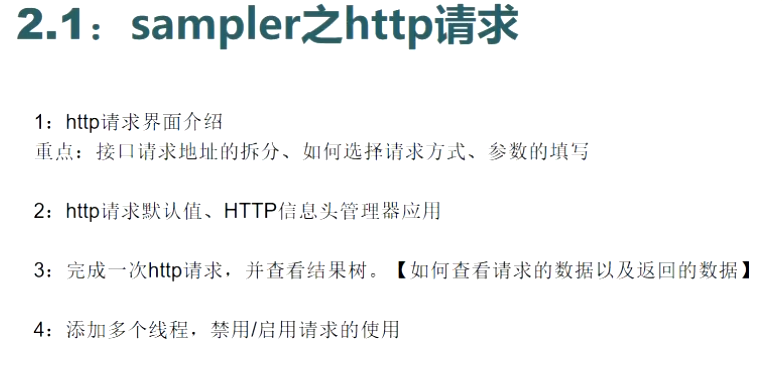 2.1：sampler之http请求
1：http请求界面介绍
重点：接口请求地址的拆分、如何选择请求方式、参数的填写
2：http请求默认值、HTTP信息头管理器应用
3：完成一次http请求，并查看结果树。【如何查看请求的数据以及返回的数据】
4：添加多个线程，禁用/启用请求的使用